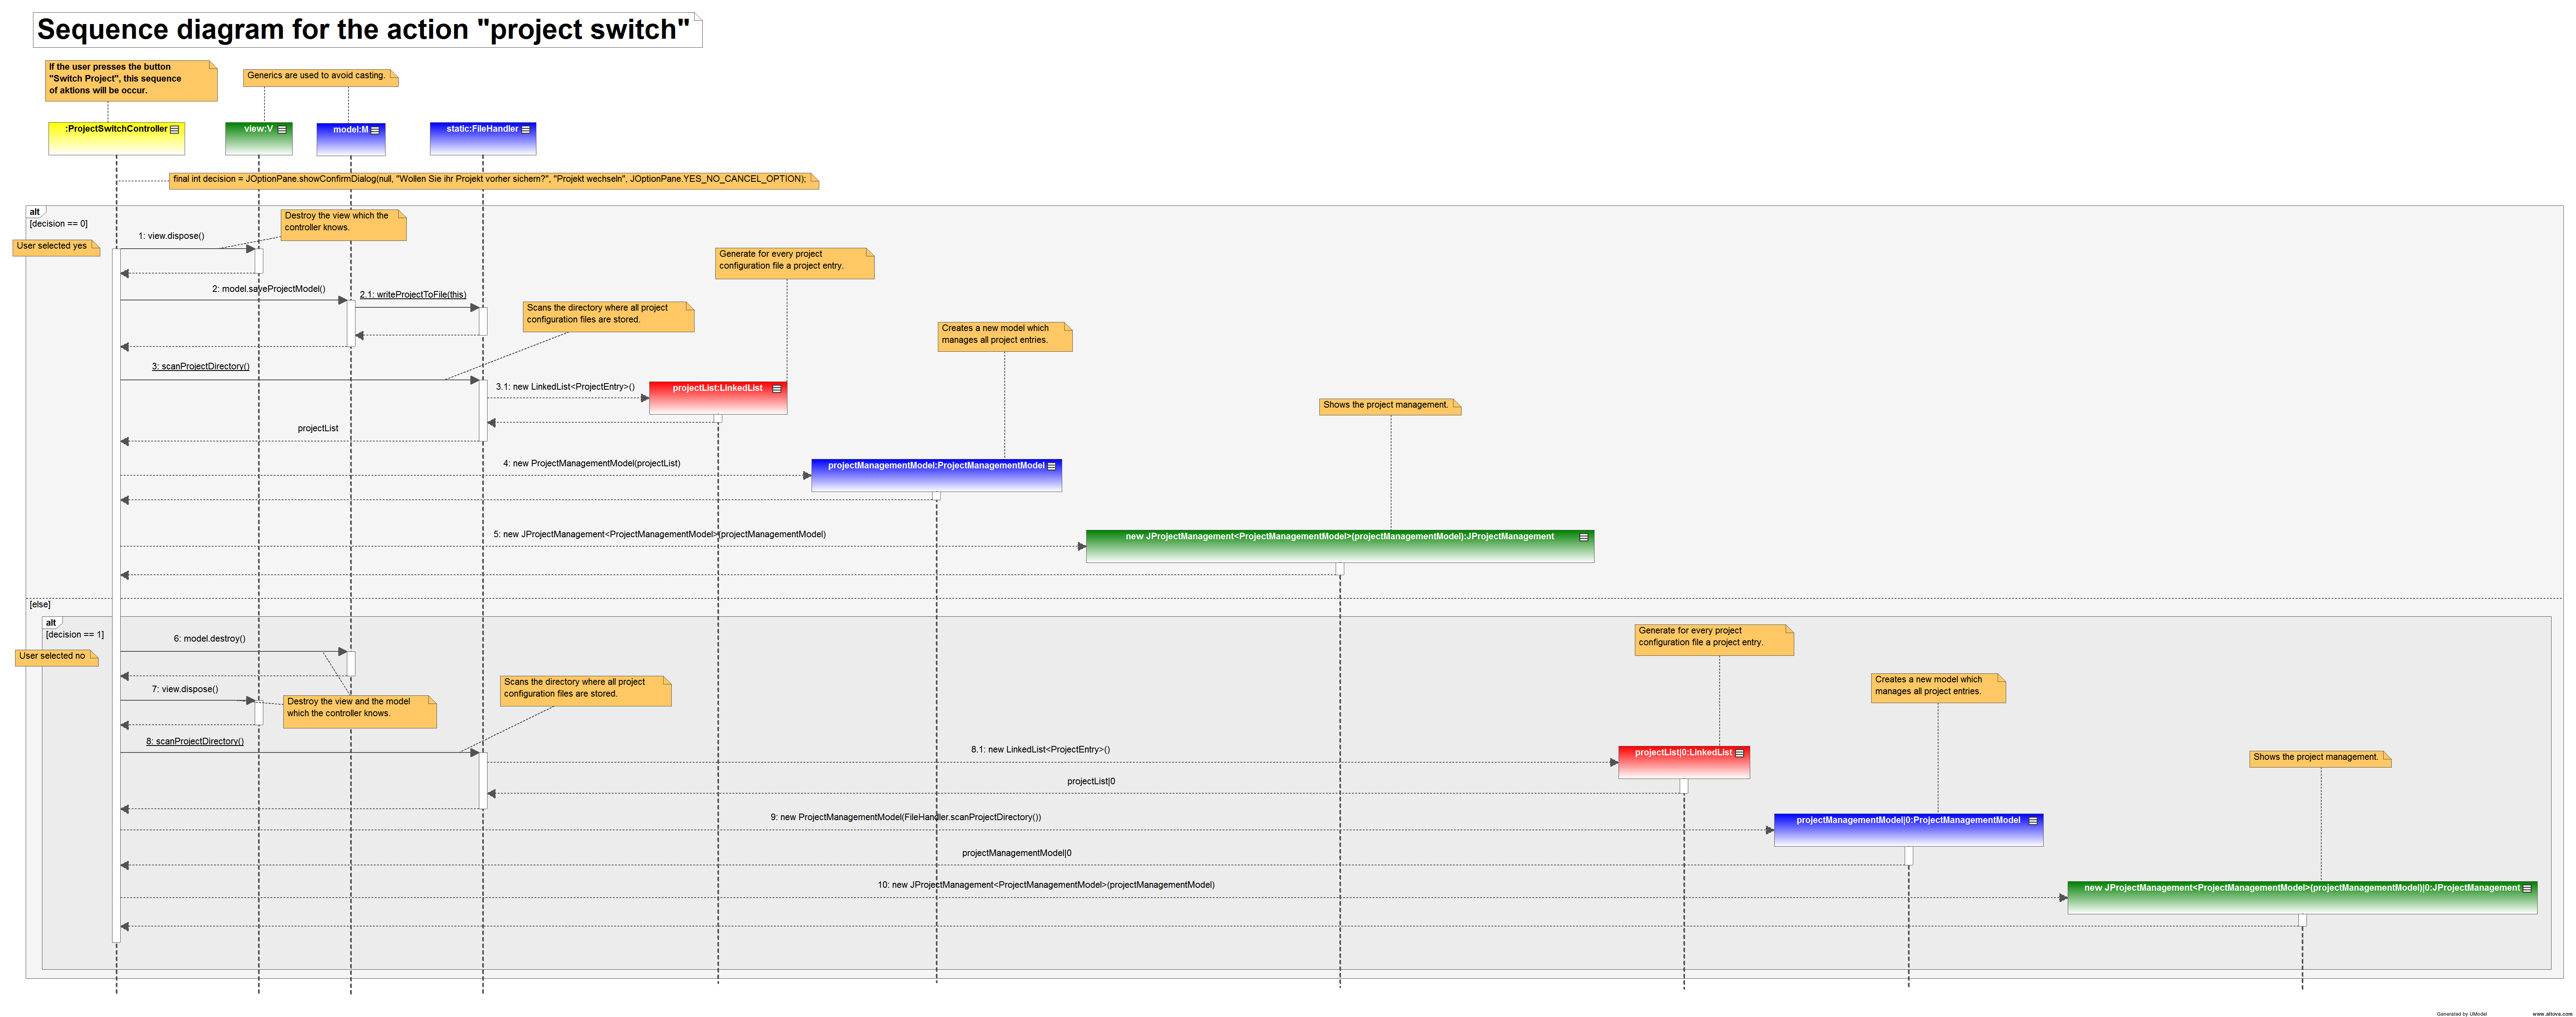 Sequence diagram for the action "project switch"
If the user presses the button
"Switch Project", this sequence
of aktions will be occur.
Generics are used to avoid casting.
:ProjectSwitchController
view:V
model:M
static:FileHandler
final int decision = JOptionPane.showConfirmDialog(null, "Wollen Sie ihr Projekt vorher sichern?", "Projekt wechseln", JOptionPane.YES_NO_CANCEL_OPTION);
alt
[decision == 0]
User selected yes
Destroy the view which the
controller knows.
1: view.dispose()
Generate for every project
configuration file a project entry.
2: model.saveProjectModel()
2.1: writeProjectToFile(this)
Scans the directory where all project
configuration files are stored.
Creates a new model which
manages all project entries.
3: scanProjectDirectory()
3.1: new LinkedList<ProjectEntry>()
projectList:LinkedList
Shows the project management.
projectList
4: new ProjectManagementModel(projectList)
projectManagementModel:ProjectManagementModel
5: new JProjectManagement<ProjectManagementModel>(projectManagementModel)
new JProjectManagement<ProjectManagementModel>(projectManagementModel):JProjectManagement
[else]
alt
[decision == 1]
User selected no
6: model.destroy()
Generate for every project
configuration file a project entry.
7: view.dispose()
Destroy the view and the model
which the controller knows.
Scans the directory where all project
configuration files are stored.
Creates a new model which
manages all project entries.
8: scanProjectDirectory()
8.1: new LinkedList<ProjectEntry>()
projectList|0:LinkedList
Shows the project management.
projectList|0
9: new ProjectManagementModel(FileHandler.scanProjectDirectory())
projectManagementModel|0:ProjectManagementModel
projectManagementModel|0
10: new JProjectManagement<ProjectManagementModel>(projectManagementModel)
new JProjectManagement<ProjectManagementModel>(projectManagementModel)|0:JProjectManagement
Generated by UModel
www.altova.com